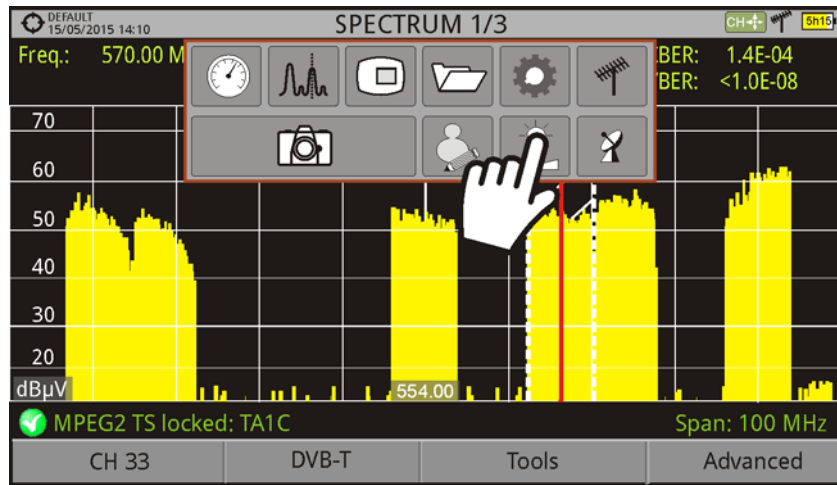 DEFAULT
15/05/2015 14:10
SPECTRUM 1/3
CH
5h15
Freq.: 570.00 M
BER: 1.4E-04
BER: <1.0E-08
70
60
50
40
30
20
dBµV
554.00
MPEG2 TS locked: TA1C
Span: 100 MHz
CH 33
DVB-T
Tools
Advanced